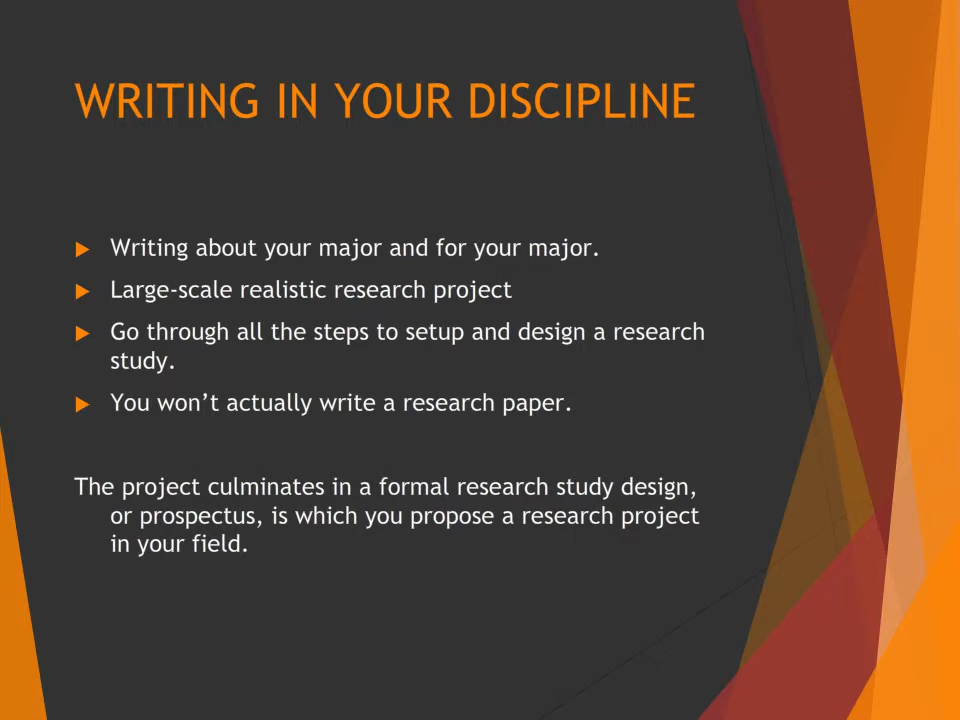 WRITING IN YOUR DISCIPLINE
Writing about your major and for your major.
Large-scale realistic research project
Go through all the steps to setup and design a research
study.
You won’t actually write a research paper.
The project culminates in a formal research study design,
or prospectus, is which you propose a research project
in your field.